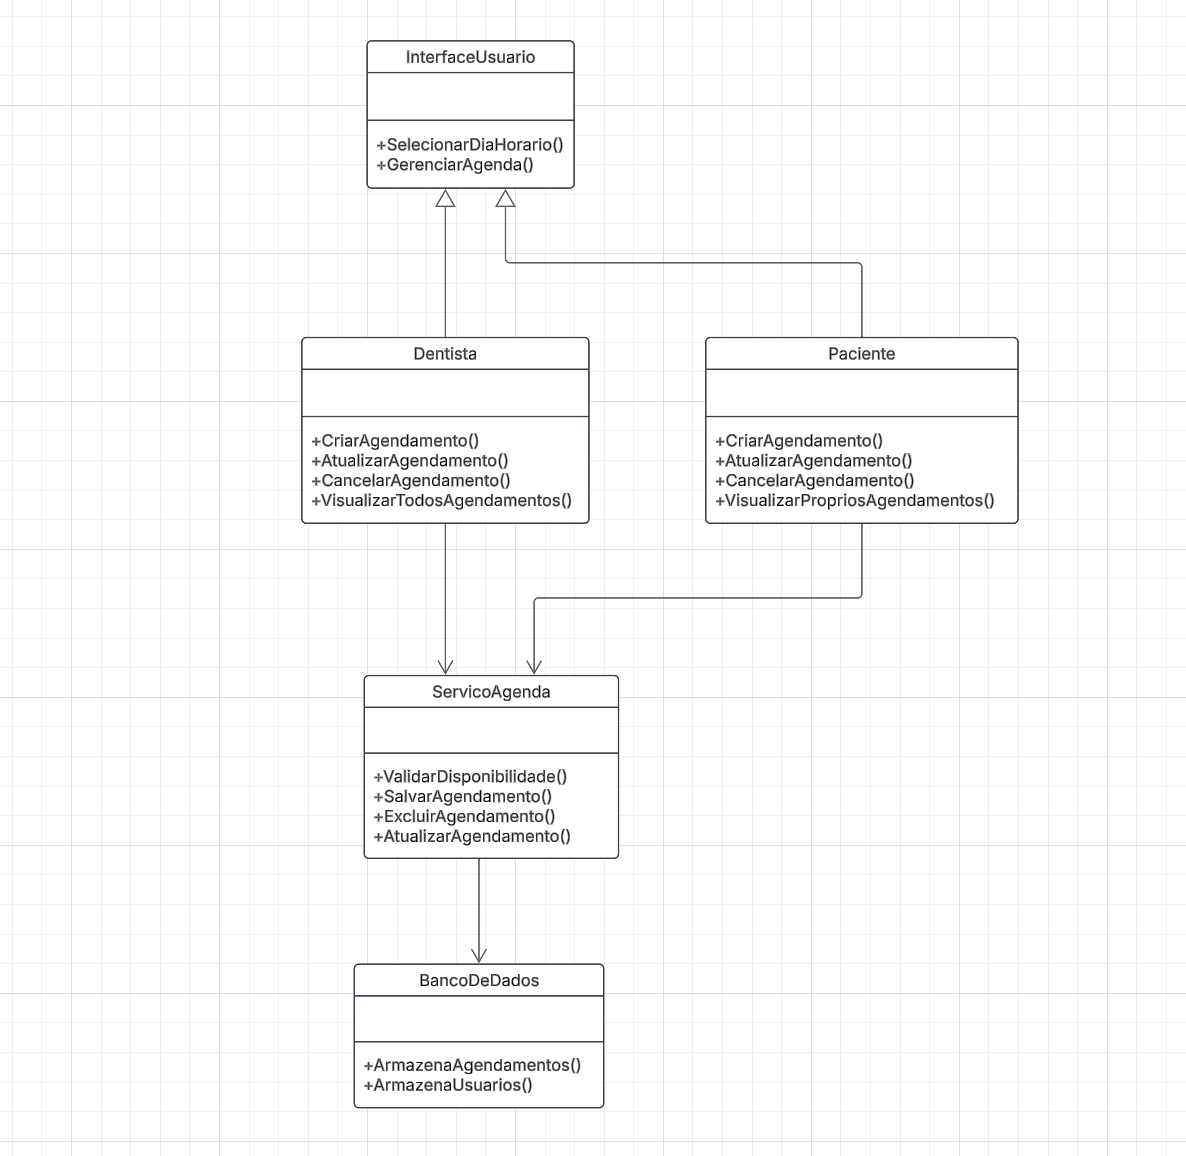 InterfaceUsuario
+SelecionarDiaHorario()
+GerenciarAgenda()
Dentista
+CriarAgendamento()
+AtualizarAgendamento()
+CancelarAgendamento()
+VisualizarTodosAgendamentos()
Paciente
+CriarAgendamento()
+AtualizarAgendamento()
+CancelarAgendamento()
+VisualizarPropriosAgendamentos()
ServicoAgenda
+ValidarDisponibilidade()
+SalvarAgendamento()
+ExcluirAgendamento()
+AtualizarAgendamento()
BancoDeDados
+ArmazenaAgendamentos()
+ArmazenaUsuarios()